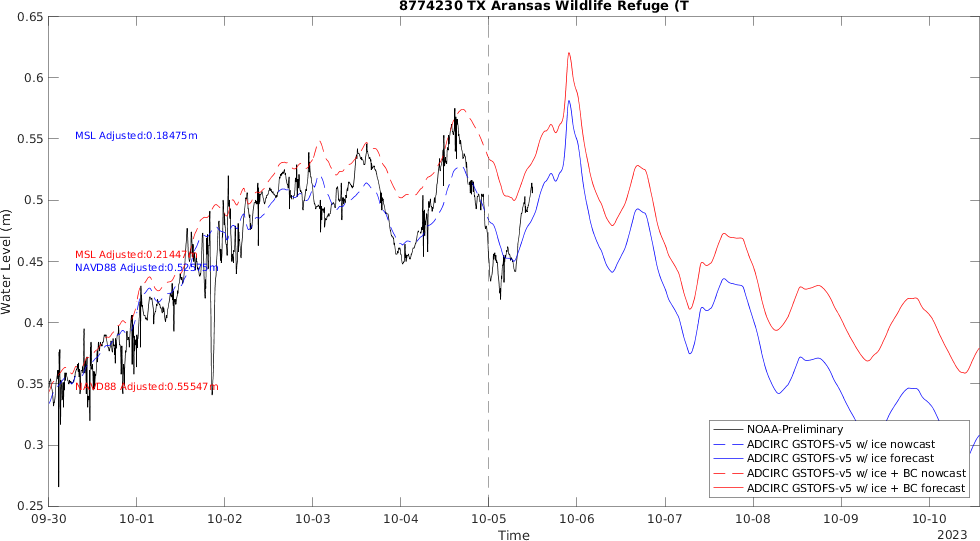 8774230 TX Aransas Wildlife Refuge (T
0.65
0.6
0.55
0.5
0.45
0.4
0.35
0.3
0.25
Water Level (m)
MSL Adjusted:0.18475m
MSL Adjusted:0.21447m
NAVD88 Adjusted:0.52575m
NAVD88 Adjusted:0.55547m
NOAA-Preliminary
ADCIRC GSTOFS-v5 w/ ice nowcast
ADCIRC GSTOFS-v5 w/ ice forecast
ADCIRC GSTOFS-v5 w/ ice + BC nowcast
ADCIRC GSTOFS-v5 w/ ice + BC forecast
09-30 10-01 10-02 10-03 10-04 10-05 10-06 10-07 10-08 10-09 10-10
Time
2023